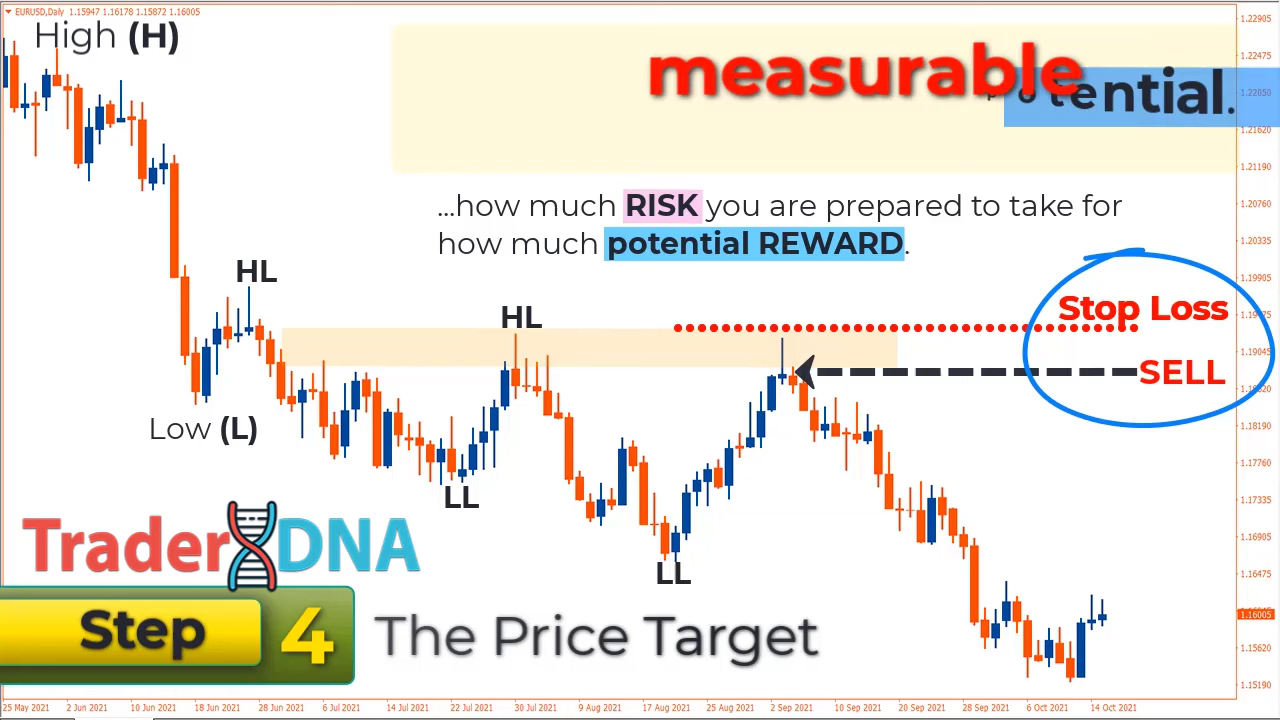 EURUSD,Daily 1.15947 1.16178 1.15872 1.16005
High (H)
measurable
potential.
...how much RISK you are prepared to take for
how much potential REWARD.
HL
HL
Stop Loss
SELL
Low (L)
LL
LL
TraderDNA
Step 4 The Price Target
1.22905
1.22475
1.22050
1.21620
1.21190
1.20760
1.20335
1.19905
1.19475
1.19045
1.18190
1.17760
1.17335
1.16905
1.16475
1.16005
1.15620
1.15190
25 May 2021 2 Jun 2021 10 Jun 2021 18 Jun 2021 28 Jun 2021 6 Jul 2021 14 Jul 2021 22 Jul 2021 30 Jul 2021 9 Aug 2021 17 Aug 2021 25 Aug 2021 2 Sep 2021 10 Sep 2021 20 Sep 2021 28 Sep 2021 6 Oct 2021 14 Oct 2021